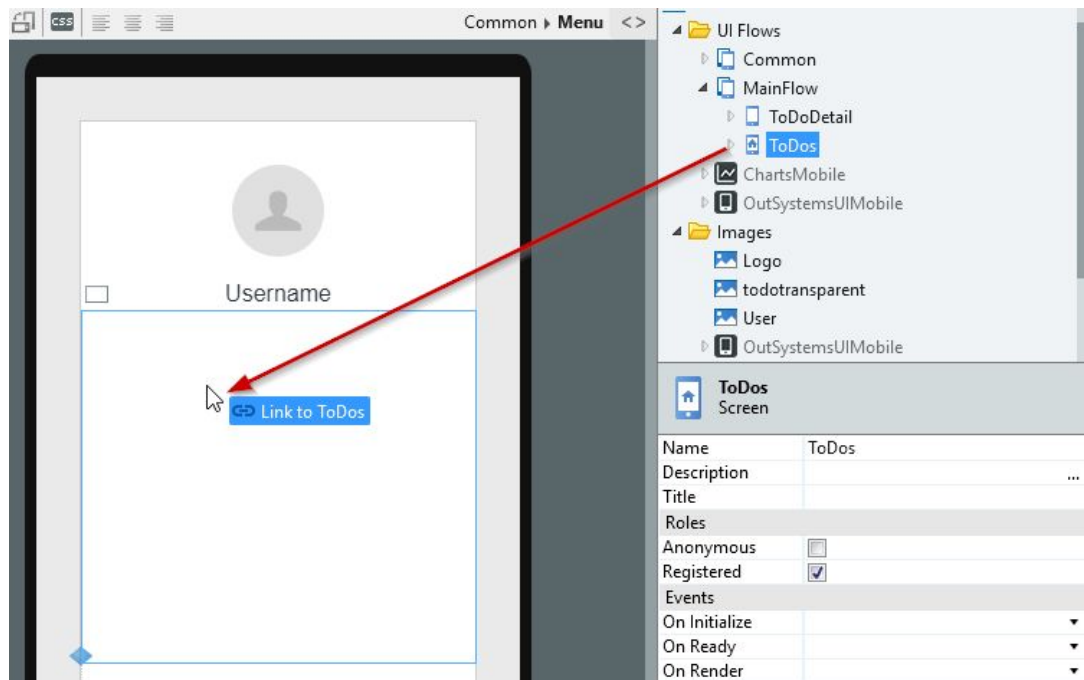 CSS
Common ▸ Menu <>
Username
Link to ToDos
UI Flows
Common
MainFlow
ToDoDetail
ToDos
ChartsMobile
OutSystemsUIMobile
Images
Logo
todotransparent
User
OutSystemsUIMobile
ToDos
Screen
Name ToDos
Description ...
Title
Roles
Anonymous
Registered
Events
On Initialize
On Ready
On Render